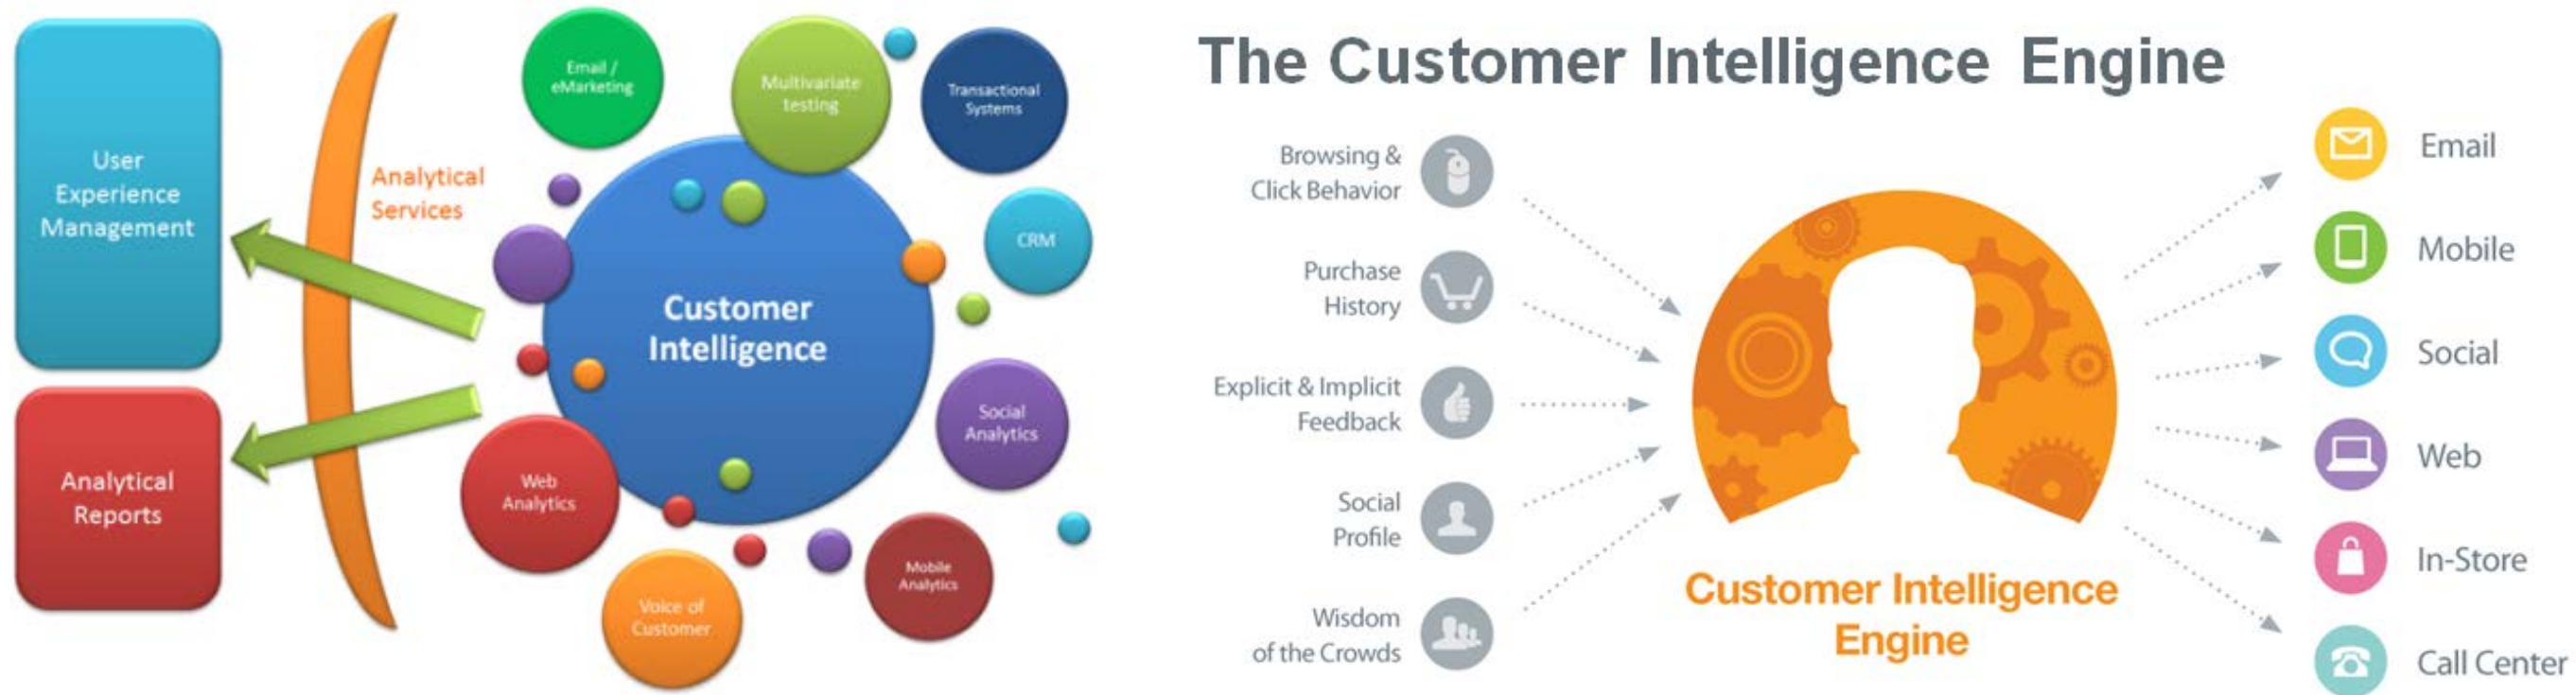 User
Experience
Management
Analytical
Reports
Analytical
Services
Email /
eMarketing
Multivariate
testing
Transactional
Systems
CRM
Customer
Intelligence
Social
Analytics
Web
Analytics
Mobile
Analytics
Voice of
Customer
The Customer Intelligence Engine
Browsing &
Click Behavior
Purchase
History
Explicit & Implicit
Feedback
Social
Profile
Wisdom
of the Crowds
Customer Intelligence
Engine
Email
Mobile
Social
Web
In-Store
Call Center